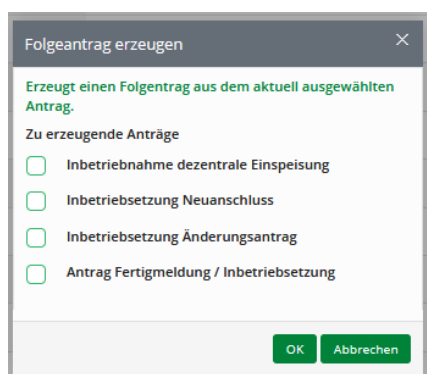 Folgeantrag erzeugen
Erzeugt einen Folgentrag aus dem aktuell ausgewählten
Antrag.
Zu erzeugende Anträge
Inbetriebnahme dezentrale Einspeisung
Inbetriebsetzung Neuanschluss
Inbetriebsetzung Änderungsantrag
Antrag Fertigmeldung / Inbetriebsetzung
OK Abbrechen